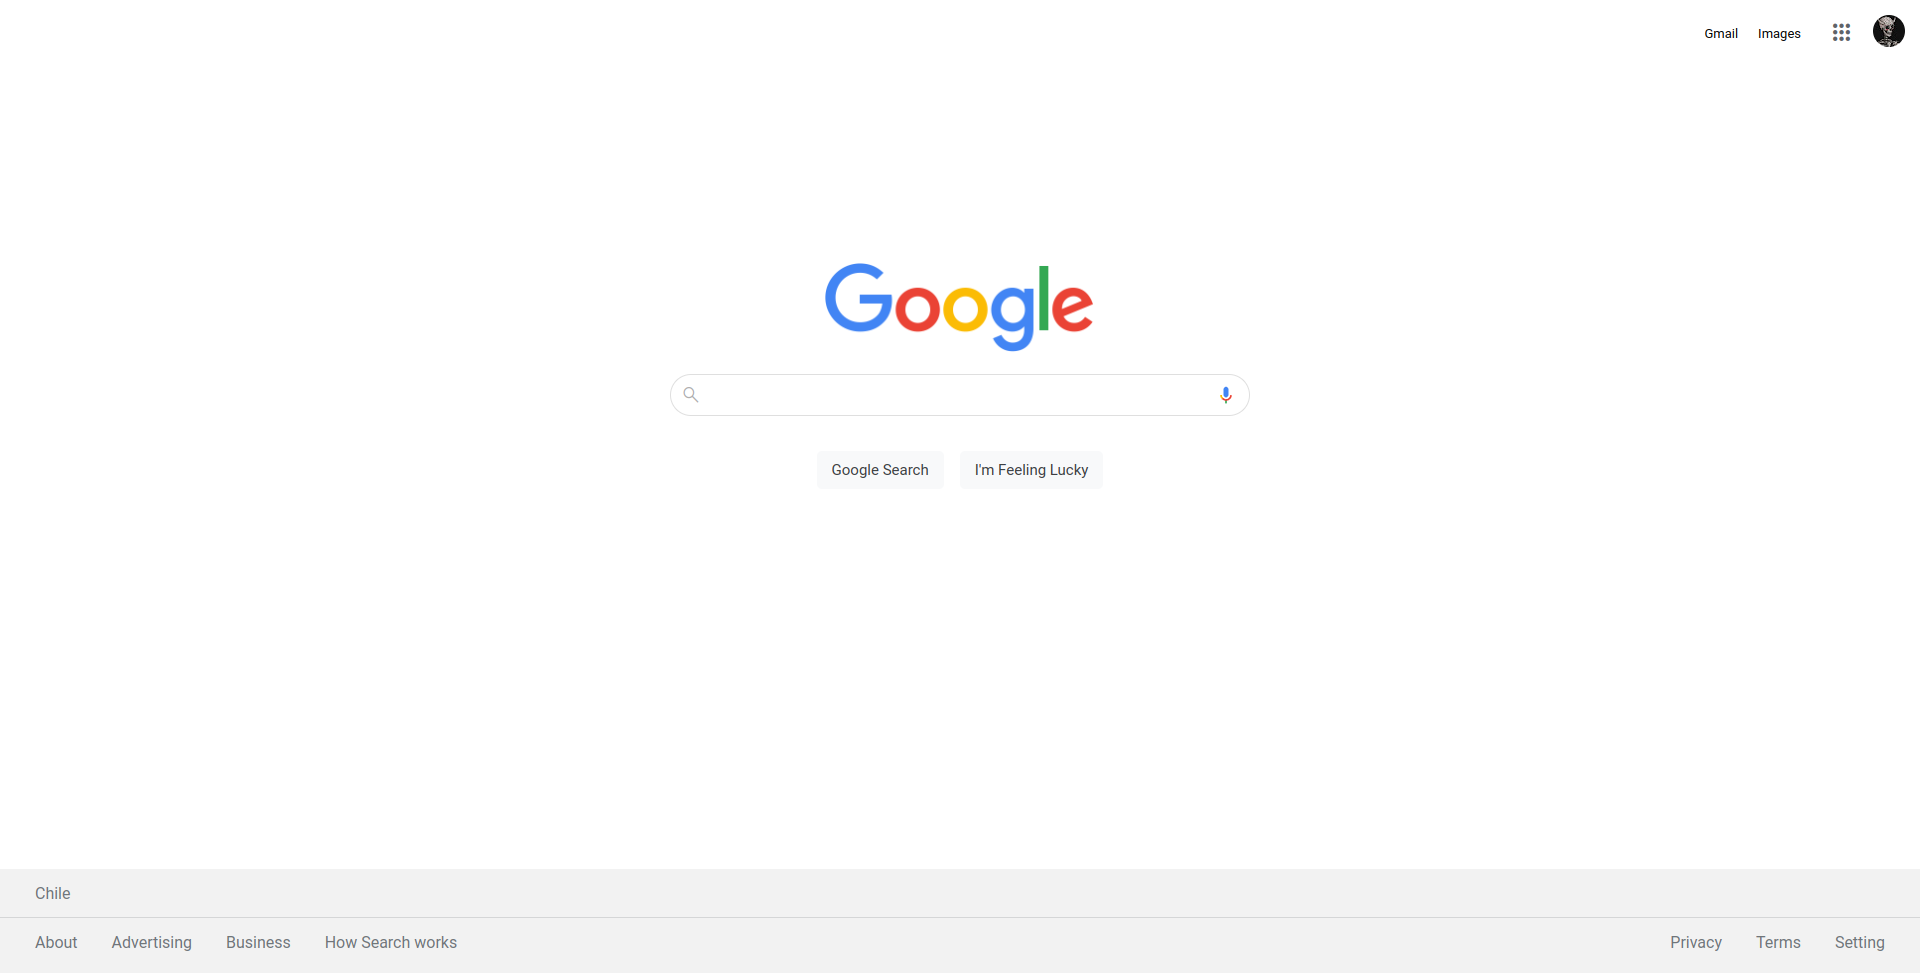 Gmail Images
Google
Google Search I'm Feeling Lucky
Chile
About Advertising Business How Search works Privacy Terms Setting